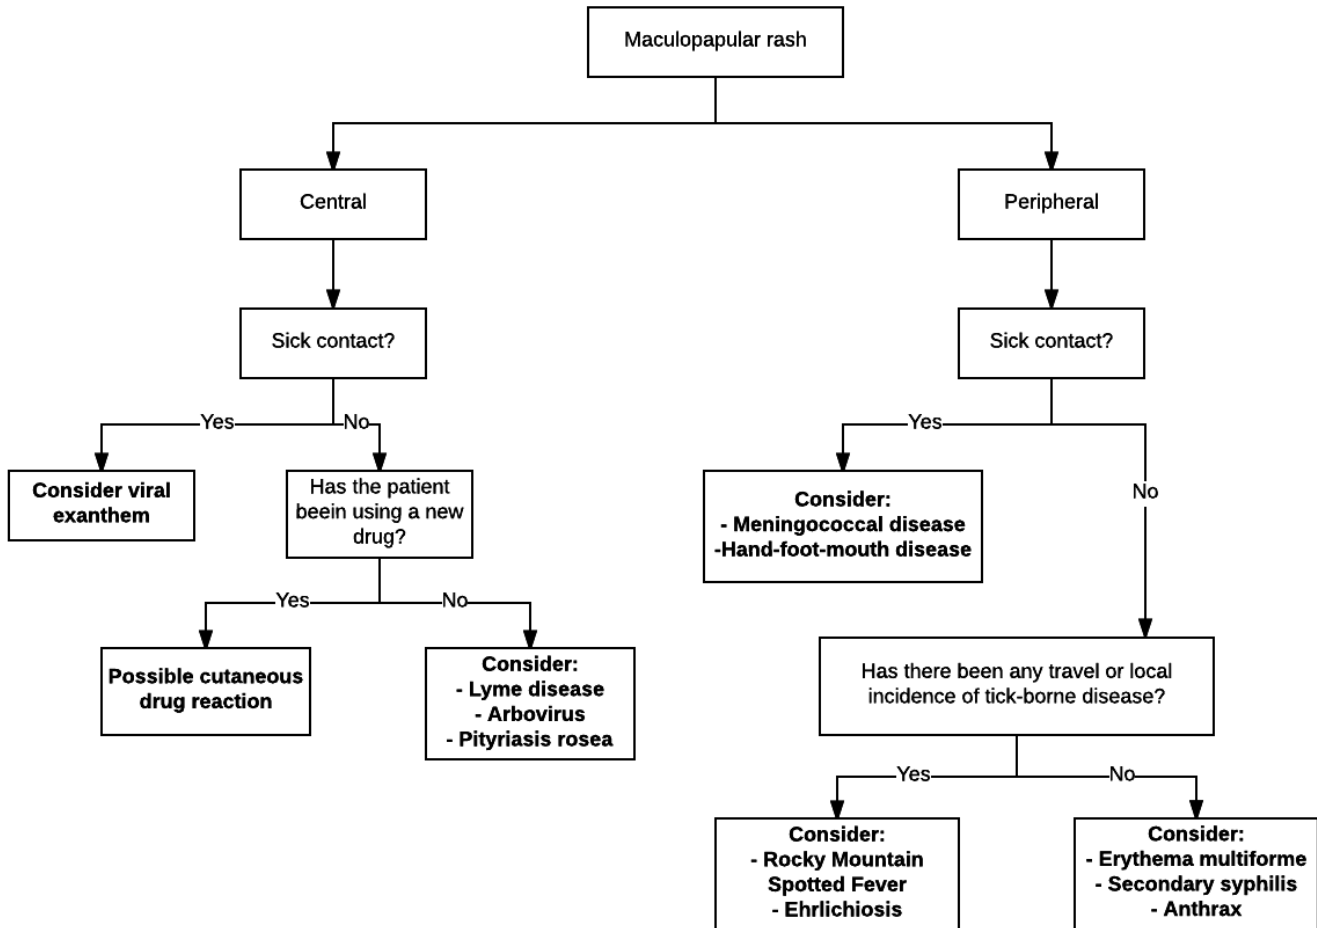 Maculopapular rash
Central
Peripheral
Sick contact?
Sick contact?
Yes
No
Yes
No
Consider viral
exanthem
Has the patient
beein using a new
drug?
Consider:
- Meningococcal disease
-Hand-foot-mouth disease
Yes
No
Possible cutaneous
drug reaction
Consider:
- Lyme disease
- Arbovirus
- Pityriasis rosea
Has there been any travel or local
incidence of tick-borne disease?
Yes
No
Consider:
- Rocky Mountain
Spotted Fever
- Ehrlichiosis
Consider:
- Erythema multiforme
- Secondary syphilis
- Anthrax